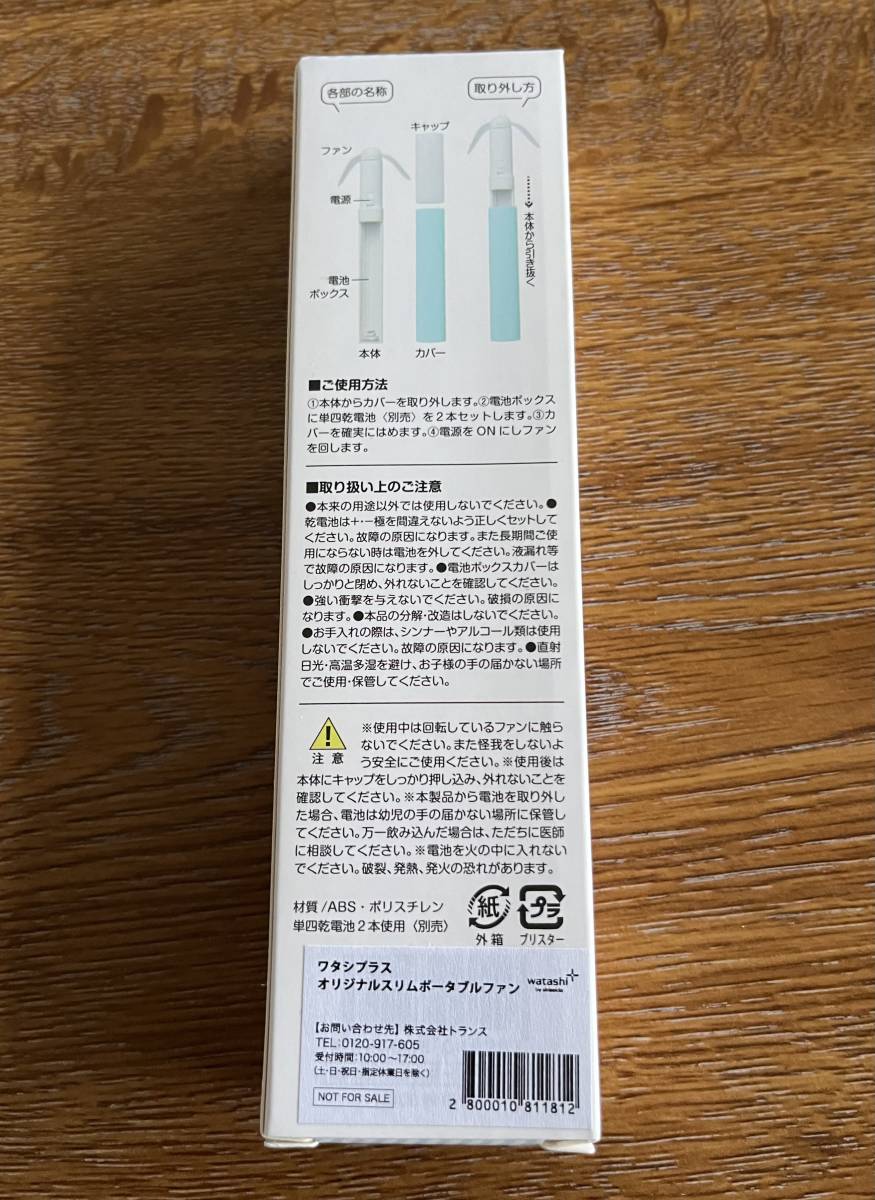 各部の名称
取り外し方
キャップ
ファン
電源
電池
ボックス
本体から引き抜く
本体
カバー
■ご使用方法
①本体からカバーを取り外します。②電池ボックス
に単四乾電池〈別売〉を2本セットします。③カ
バーを確実にはめます。④電源をONにしファン
を回します。
■取り扱い上のご注意
●本来の用途以外では使用しないでください。●
乾電池は+・−極を間違えないよう正しくセットして
ください。故障の原因になります。また長期間ご使
用にならない時は電池を外してください。液漏れ等
で故障の原因になります。●電池ボックスカバーは
しっかりと閉め、外れないことを確認してください。
●強い衝撃を与えないでください。破損の原因に
なります。●本品の分解・改造はしないでください。
●お手入れの際は、シンナーやアルコール類は使用
しないでください。故障の原因になります。●直射
日光・高温多湿を避け、お子様の手の届かない場所
でご使用・保管してください。
注意
※使用中は回転しているファンに触ら
ないでください。また怪我をしないよ
う安全にご使用ください。※使用後は
本体にキャップをしっかり押し込み、外れないことを
確認してください。※本製品から電池を取り外し
た場合、電池は幼児の手の届かない場所に保管し
てください。万一飲み込んだ場合は、ただちに医師
に相談してください。※電池を火の中に入れない
でください。破裂、発熱、発火の恐れがあります。
材質/ABS・ポリスチレン
単四乾電池2本使用〈別売〉
紙
外箱
プラ
ブリスター
ワタシプラス
オリジナルスリムポータブルファン
watashi+
by shiseido
【お問い合わせ先】株式会社トランス
TEL:0120-917-605
受付時間:10:00〜17:00
(土・日・祝日・指定休業日を除く)
NOT FOR SALE
2 800010 811812